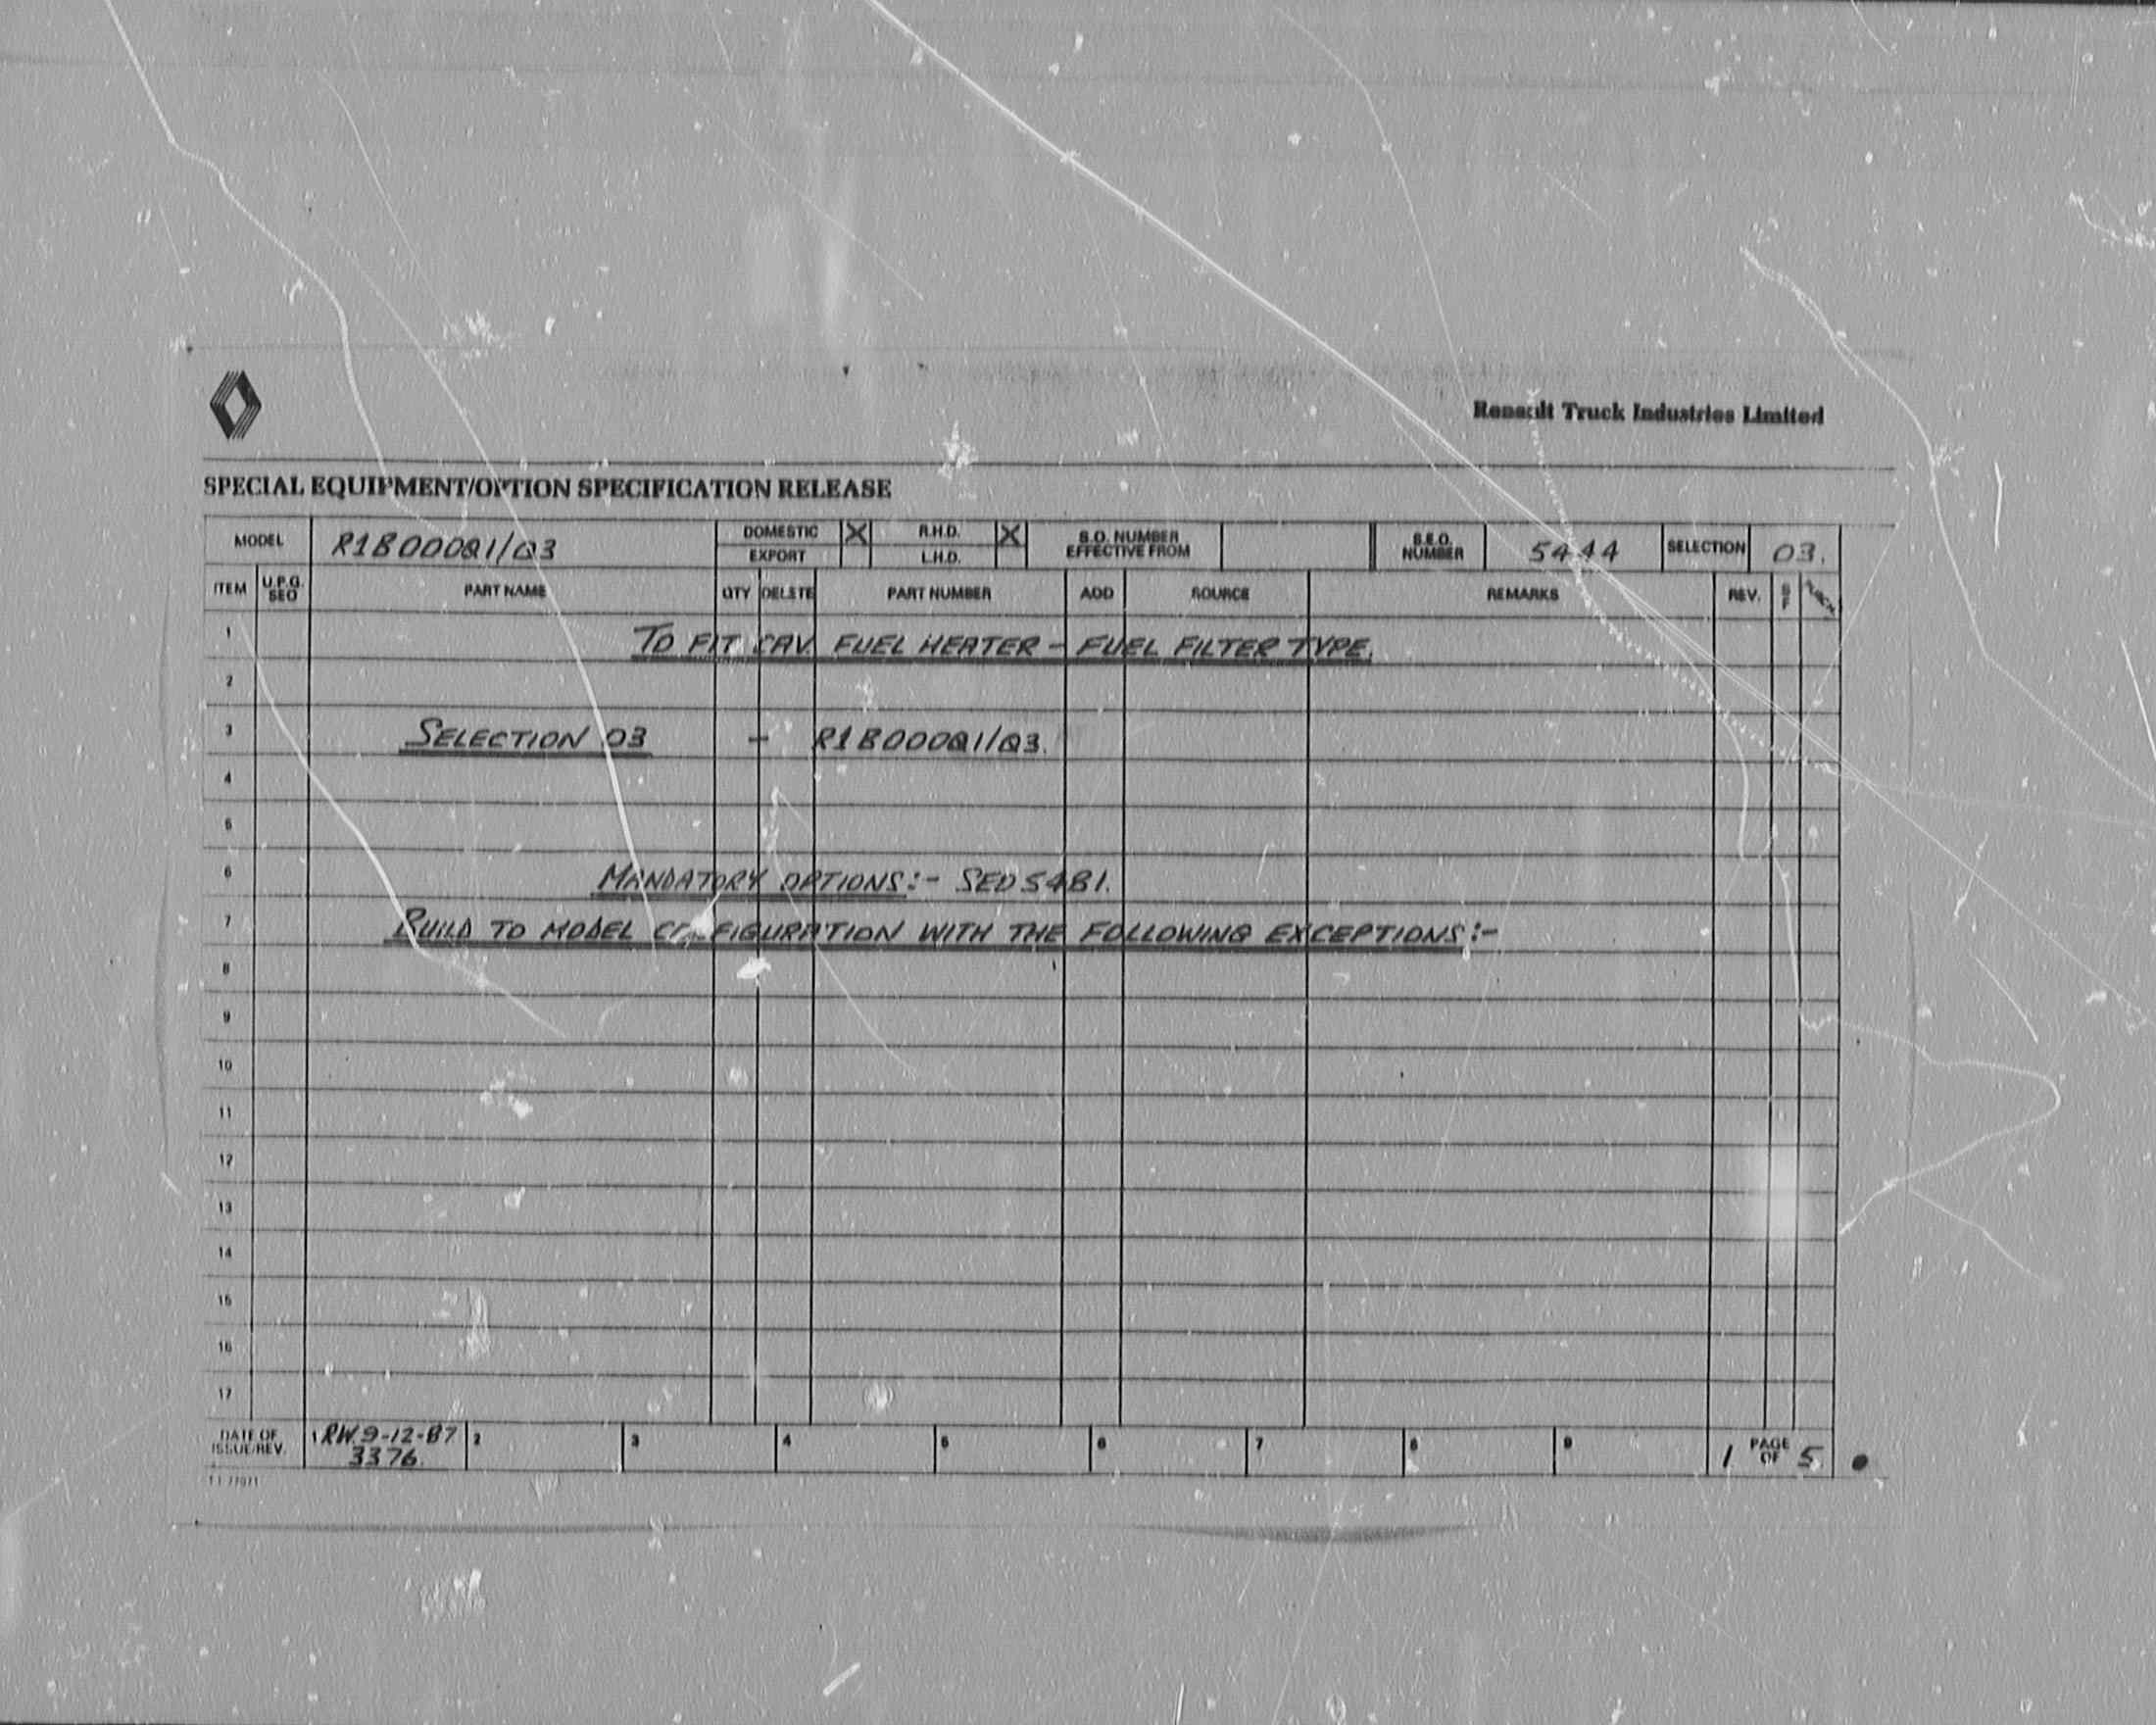 Renault Truck Industries Limited
SPECIAL EQUIPMENT/OPTION SPECIFICATION RELEASE
MODEL R1B000Q1/Q3 DOMESTIC X R.H.D. X S.O. NUMBER EFFECTIVE FROM S.E.O. NUMBER 5444 SELECTION 03.
EXPORT L.H.D.
ITEM U.P.G. SEQ PART NAME QTY DELETE PART NUMBER ADD SOURCE REMARKS REV. S F
1 TO FIT CAV. FUEL HEATER - FUEL FILTER TYPE.
2
3 SELECTION 03 - R1B000Q1/Q3.
4
5
6 MANDATORY OPTIONS:- SEO 5481.
7 BUILD TO MODEL CONFIGURATION WITH THE FOLLOWING EXCEPTIONS:-
8
9
10
11
12
13
14
15
16
17
DATE OF ISSUE/REV. 1 RW. 9-12-87 2 3 4 5 6 7 8 9 1 PAGE OF 5.
3376.